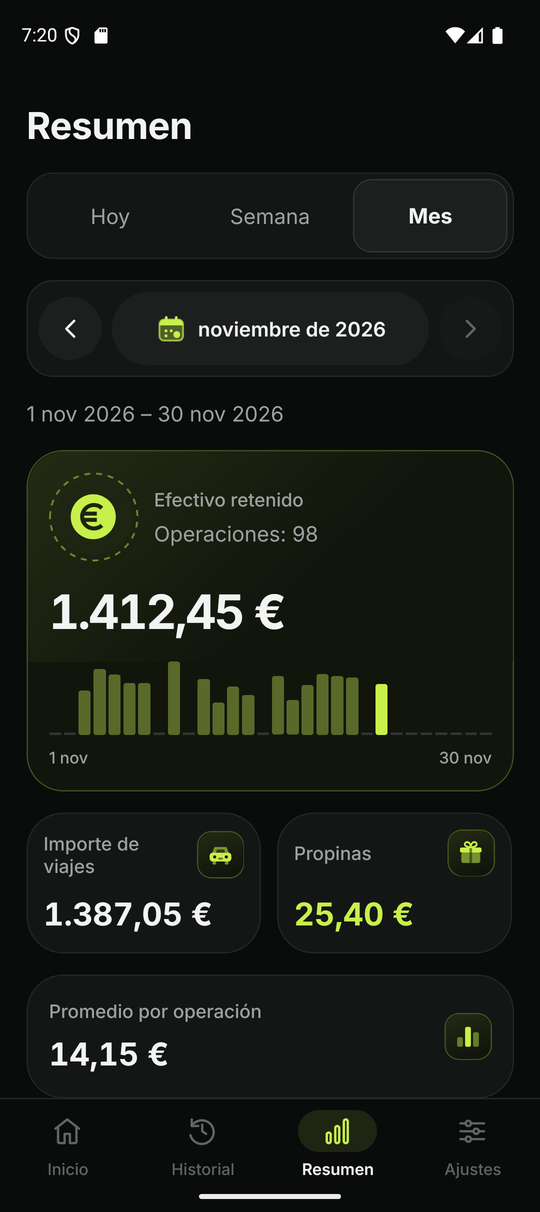 7:20
Resumen
Hoy
Semana
Mes
noviembre de 2026
1 nov 2026 – 30 nov 2026
Efectivo retenido
Operaciones: 98
1.412,45 €
1 nov
30 nov
Importe de
viajes
1.387,05 €
Propinas
25,40 €
Promedio por operación
14,15 €
Inicio
Historial
Resumen
Ajustes